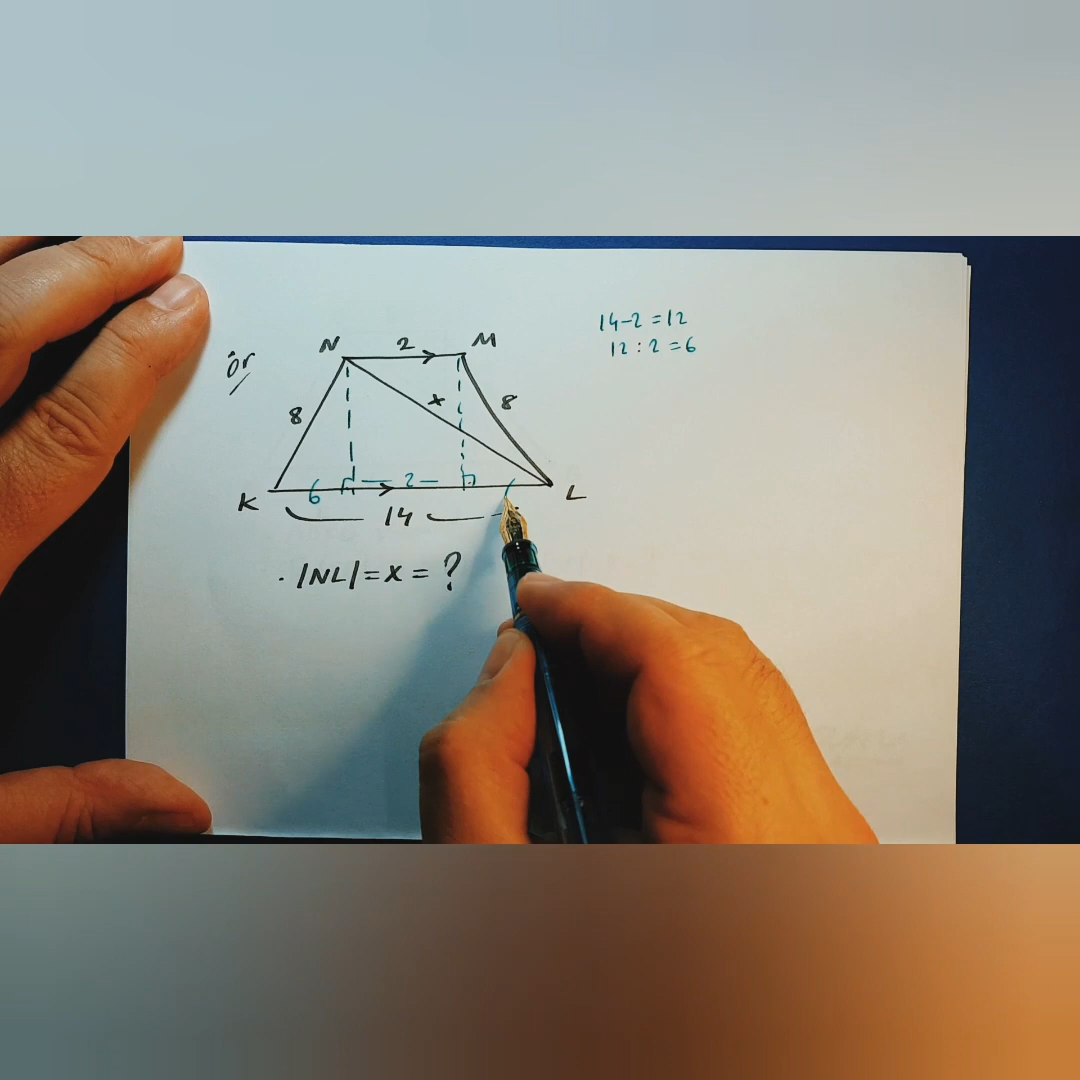 ör
N 2 M
8 x 8
6 2
K 14 L
. |NL| = x = ?
14-2 = 12
12 : 2 = 6